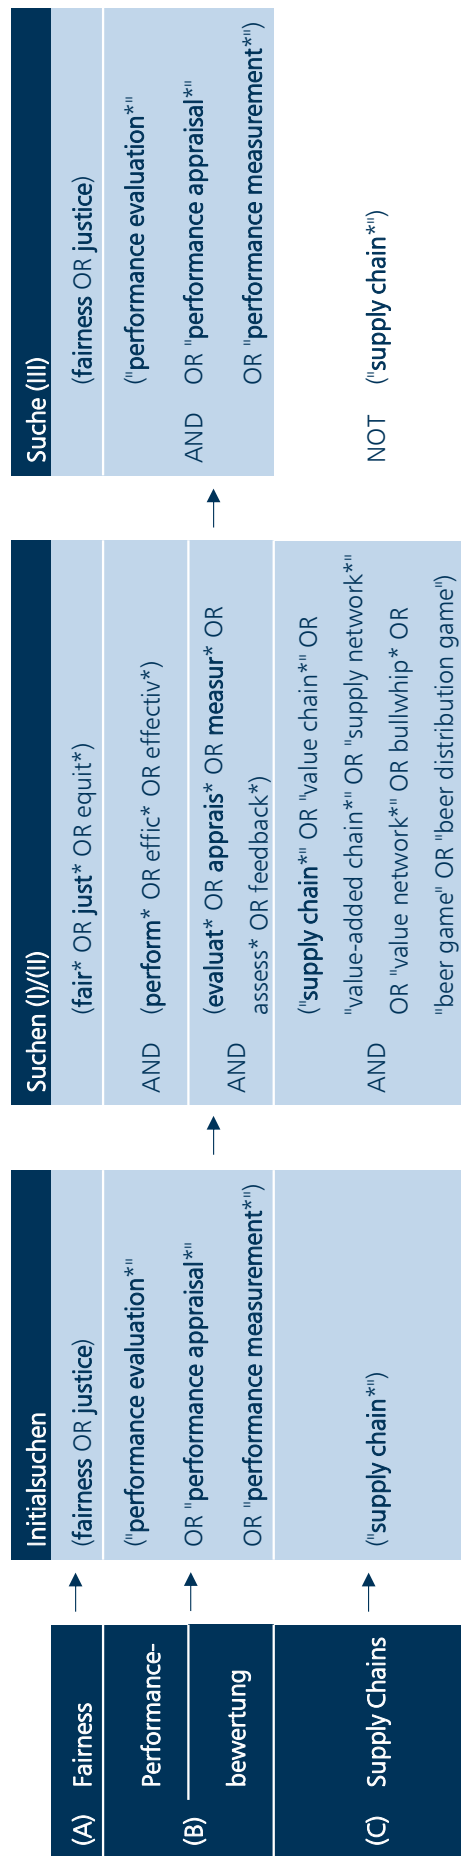 Initialsuchen
Suchen (I)/(II)
Suche (III)
(A) Fairness
(fairness OR justice)
(fair* OR just* OR equit*)
(fairness OR justice)
(B)
Performance-
bewertung
("performance evaluation*"
OR "performance appraisal*"
OR "performance measurement*")
AND (perform* OR effic* OR effectiv*)
AND (evaluat* OR apprais* OR measur* OR
assess* OR feedback*)
("performance evaluation*"
AND OR "performance appraisal*"
OR "performance measurement*")
(C) Supply Chains
("supply chain*")
("supply chain*" OR "value chain*" OR
"value-added chain*" OR "supply network*"
AND OR "value network*" OR bullwhip* OR
"beer game" OR "beer distribution game")
NOT ("supply chain*")